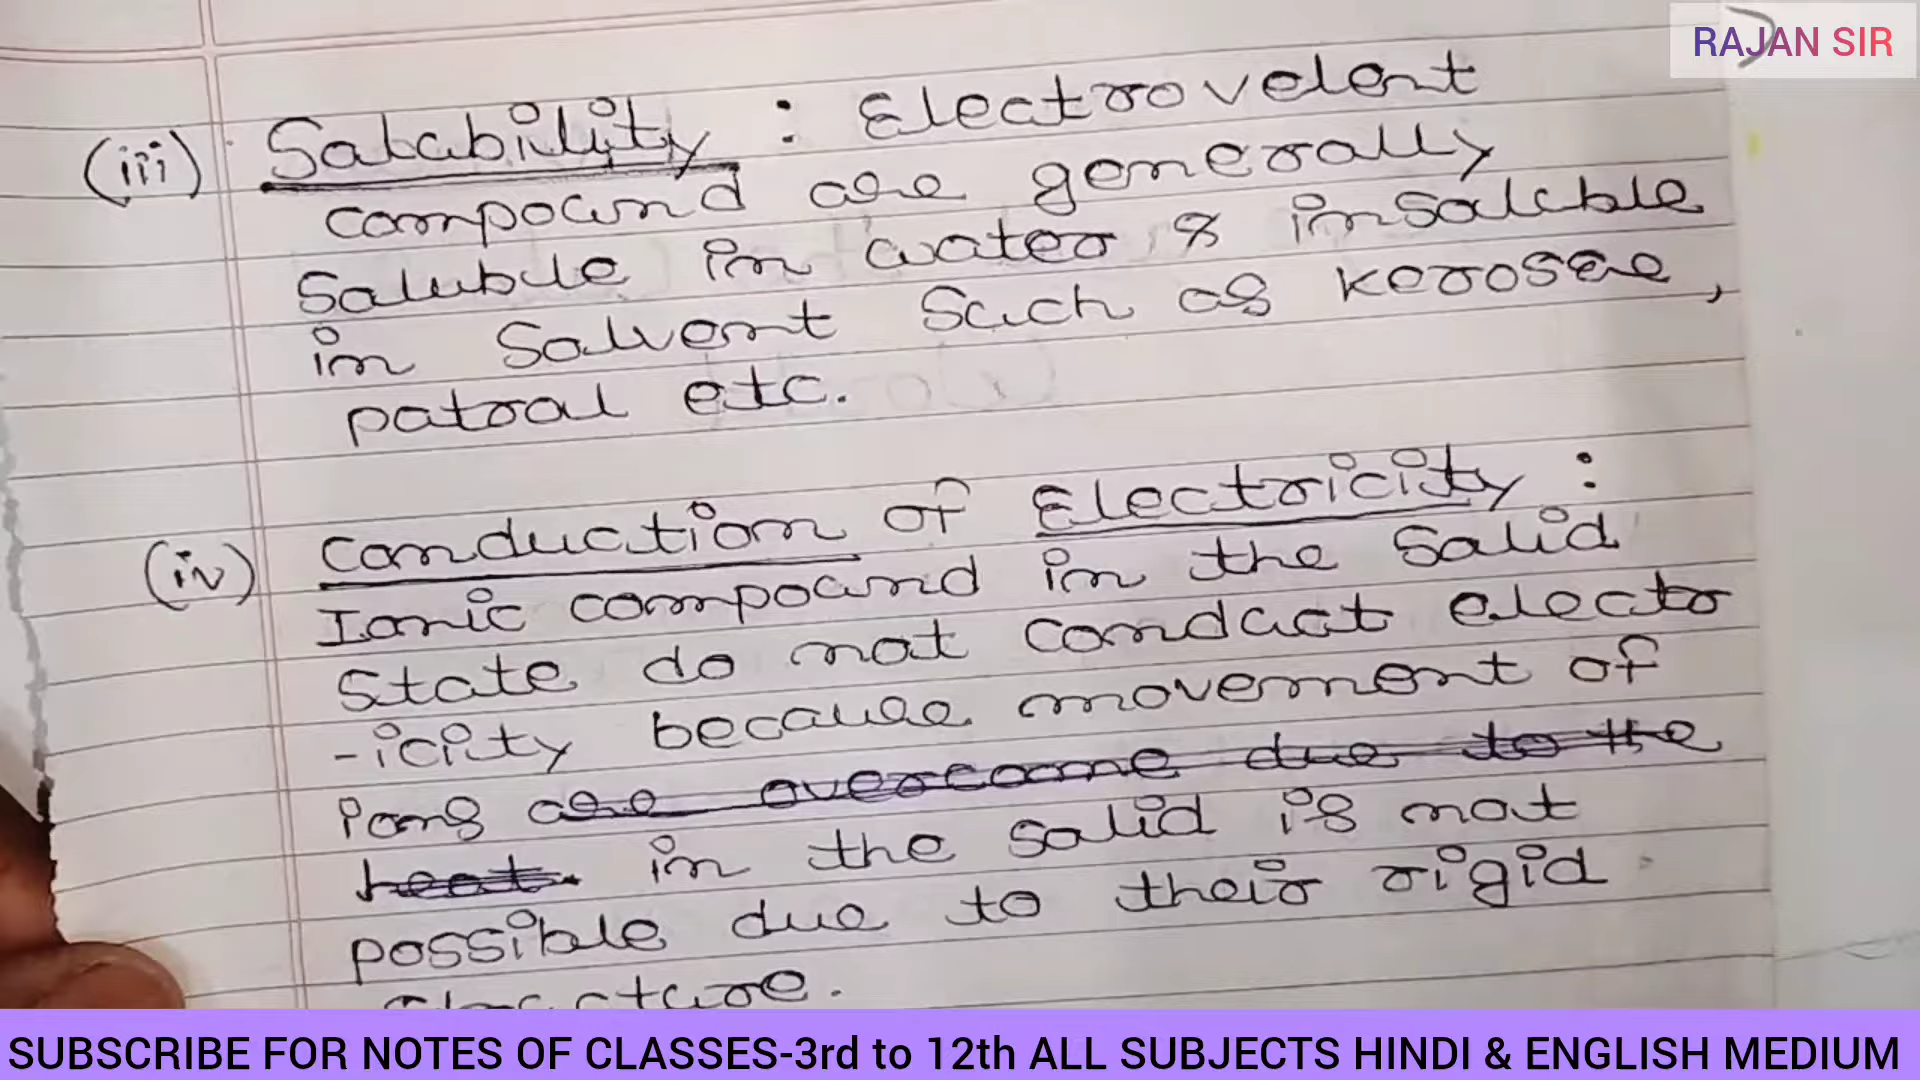 RAJAN SIR
(iii) Solubility : Electrovelent
compound are generally
Soluble in water & insoluble
in Solvent Such as kerosee,
patrol etc.
(iv) Conduction of Electricity :
Ionic compound in the Solid
State do not conduct electr
-icity because movement of
ions are overcome due to the
heat. in the solid is not
possible due to their rigid
structure.
SUBSCRIBE FOR NOTES OF CLASSES-3rd to 12th ALL SUBJECTS HINDI & ENGLISH MEDIUM